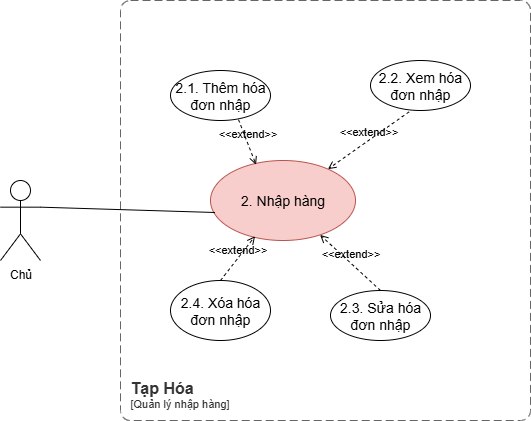 2.1. Thêm hóa
đơn nhập
2.2. Xem hóa
đơn nhập
<<extend>>
<<extend>>
2. Nhập hàng
Chủ
<<extend>>
<<extend>>
2.4. Xóa hóa
đơn nhập
2.3. Sửa hóa
đơn nhập
Tạp Hóa
[Quản lý nhập hàng]